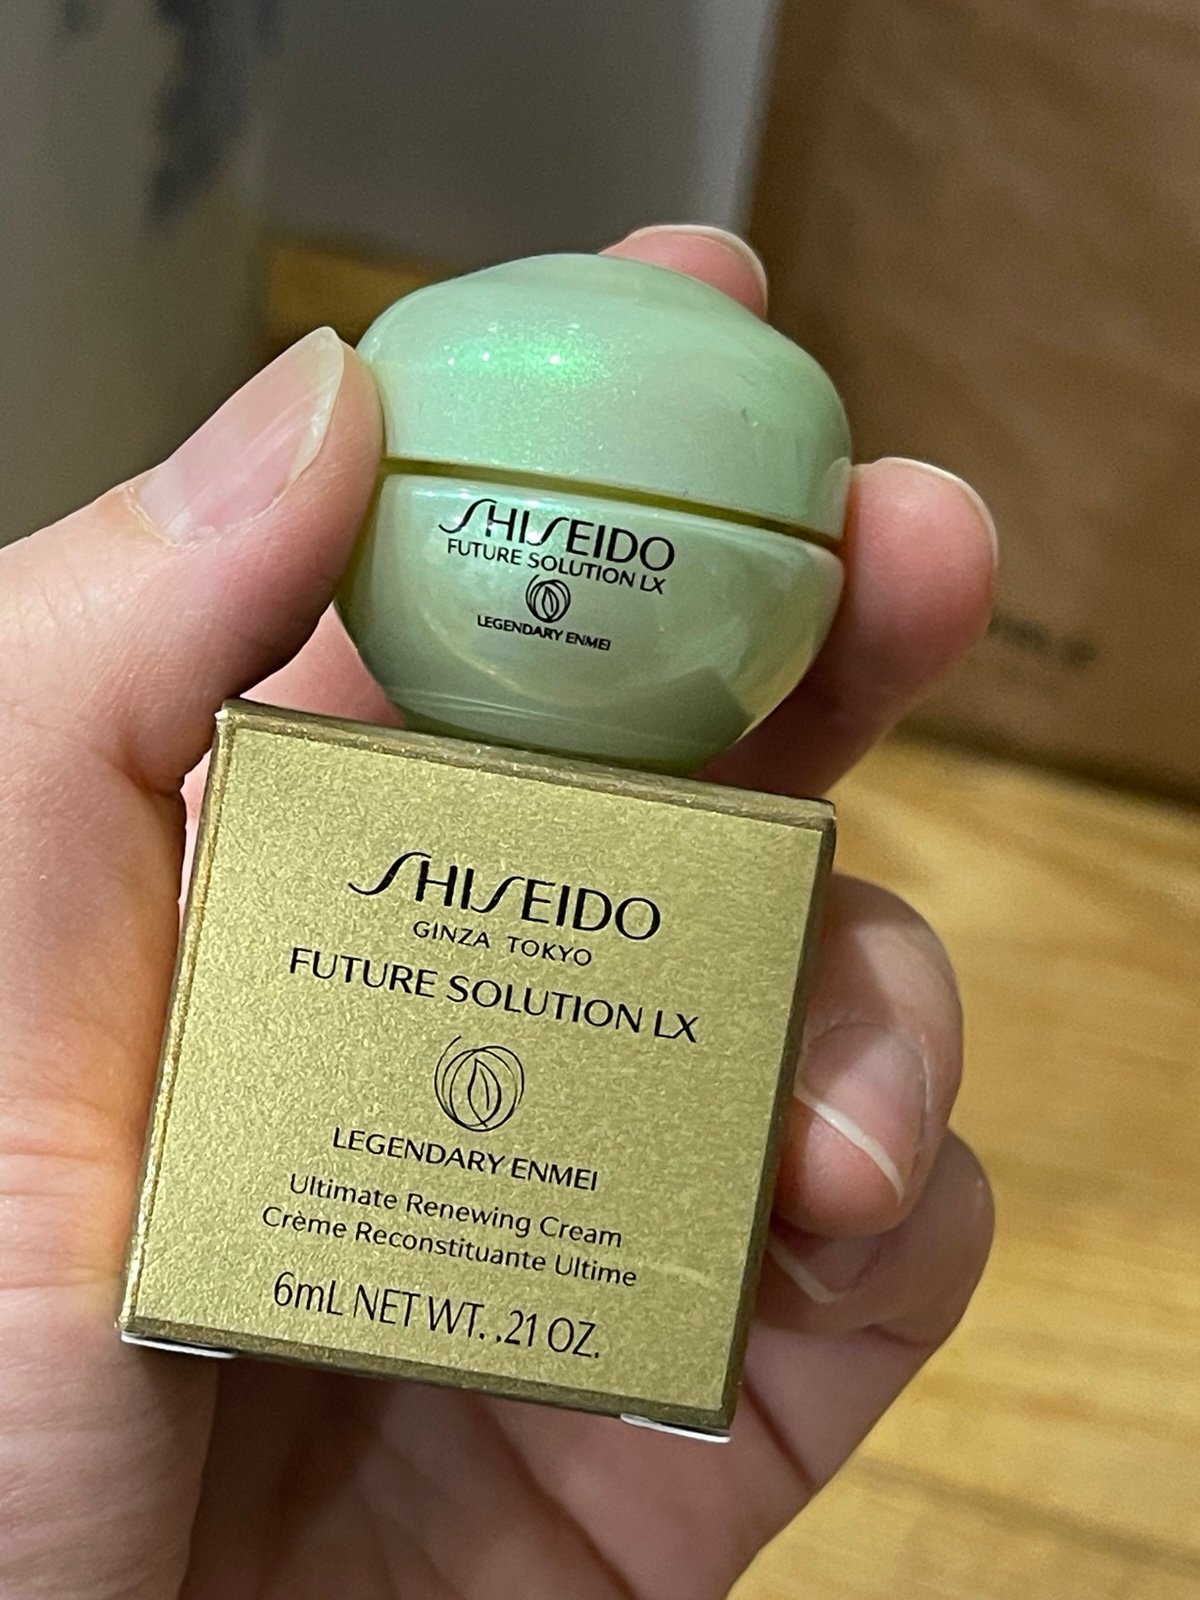 SHISEIDO
FUTURE SOLUTION LX
LEGENDARY ENMEI
SHISEIDO
GINZA TOKYO
FUTURE SOLUTION LX
LEGENDARY ENMEI
Ultimate Renewing Cream
Crème Reconstituante Ultime
6mL NET WT. .21 OZ.